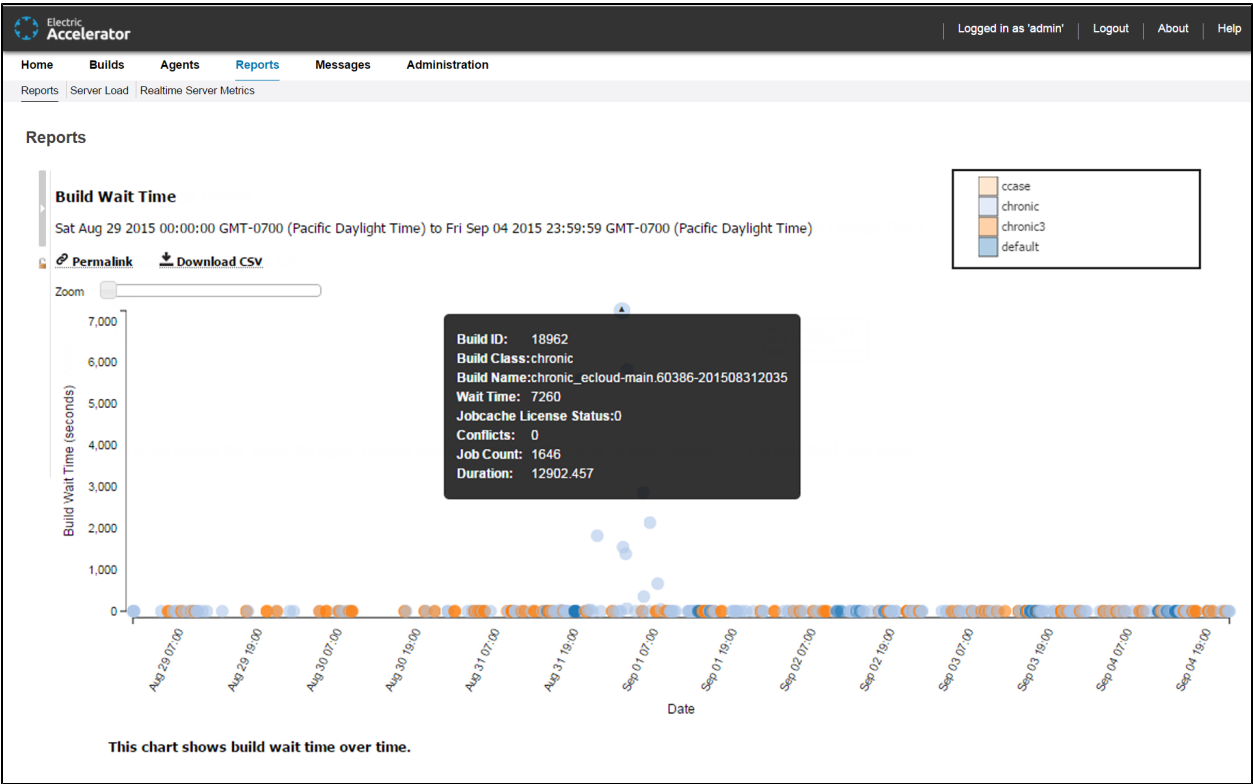 Electric
Accelerator
Logged in as 'admin' Logout About Help
Home Builds Agents Reports Messages Administration
Reports Server Load Realtime Server Metrics
Reports
Build Wait Time
Sat Aug 29 2015 00:00:00 GMT-0700 (Pacific Daylight Time) to Fri Sep 04 2015 23:59:59 GMT-0700 (Pacific Daylight Time)
ccase
chronic
chronic3
default
Permalink Download CSV
Zoom
Build Wait Time (seconds)
7,000
6,000
5,000
4,000
3,000
2,000
1,000
0
Build ID: 18962
Build Class:chronic
Build Name:chronic_ecloud-main.60386-201508312035
Wait Time: 7260
Jobcache License Status:0
Conflicts: 0
Job Count: 1646
Duration: 12902.457
Aug 29 07:00 Aug 29 19:00 Aug 30 07:00 Aug 30 19:00 Aug 31 07:00 Aug 31 19:00 Sep 01 07:00 Sep 01 19:00 Sep 02 07:00 Sep 02 19:00 Sep 03 07:00 Sep 03 19:00 Sep 04 07:00 Sep 04 19:00
Date
This chart shows build wait time over time.